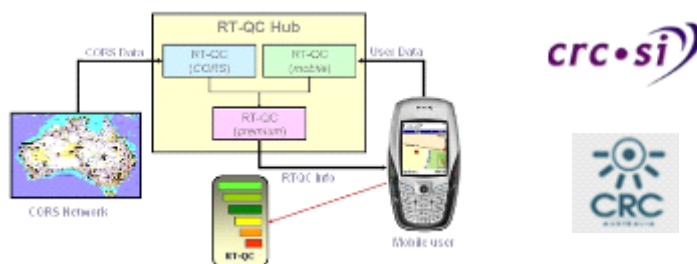 RT-QC Hub
CORS Data
RT-QC
(CORS)
RT-QC
(mobile)
User Data
RT-QC
(premium)
RTQC Info
CORS Network
RT-QC
Mobile user
crc•si
CRC
AUSTRALIA